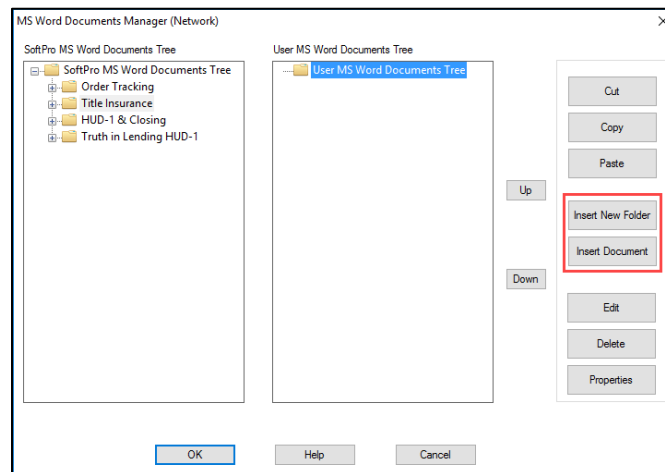 MS Word Documents Manager (Network)
SoftPro MS Word Documents Tree
SoftPro MS Word Documents Tree
Order Tracking
Title Insurance
HUD-1 & Closing
Truth in Lending HUD-1
User MS Word Documents Tree
User MS Word Documents Tree
Up
Down
Cut
Copy
Paste
Insert New Folder
Insert Document
Edit
Delete
Properties
OK
Help
Cancel